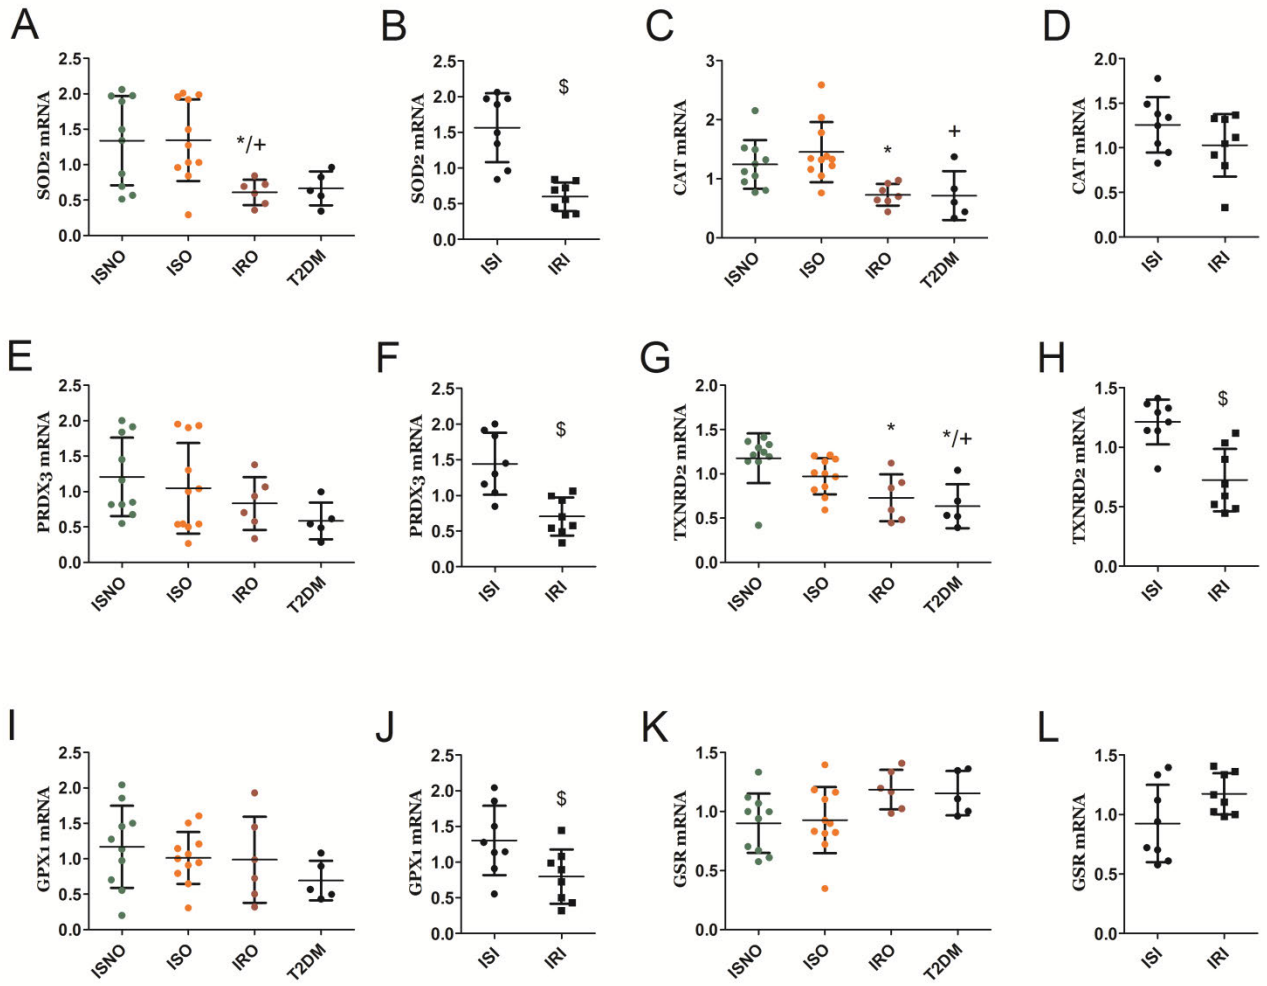 A
SOD2 mRNA
2.5
2.0
1.5
1.0
0.5
0.0
*/+
ISNO
ISO
IRO
T2DM
B
SOD2 mRNA
2.5
2.0
1.5
1.0
0.5
0.0
$
ISI
IRI
C
CAT mRNA
3
2
1
0
*
+
ISNO
ISO
IRO
T2DM
D
CAT mRNA
2.0
1.5
1.0
0.5
0.0
ISI
IRI
E
PRDX3 mRNA
2.5
2.0
1.5
1.0
0.5
0.0
ISNO
ISO
IRO
T2DM
F
PRDX3 mRNA
2.5
2.0
1.5
1.0
0.5
0.0
$
ISI
IRI
G
TXNRD2 mRNA
2.0
1.5
1.0
0.5
0.0
*
*/+
ISNO
ISO
IRO
T2DM
H
TXNRD2 mRNA
1.5
1.0
0.5
0.0
$
ISI
IRI
I
GPX1 mRNA
2.5
2.0
1.5
1.0
0.5
0.0
ISNO
ISO
IRO
T2DM
J
GPX1 mRNA
2.5
2.0
1.5
1.0
0.5
0.0
$
ISI
IRI
K
GSR mRNA
1.5
1.0
0.5
0.0
ISNO
ISO
IRO
T2DM
L
GSR mRNA
1.5
1.0
0.5
0.0
ISI
IRI